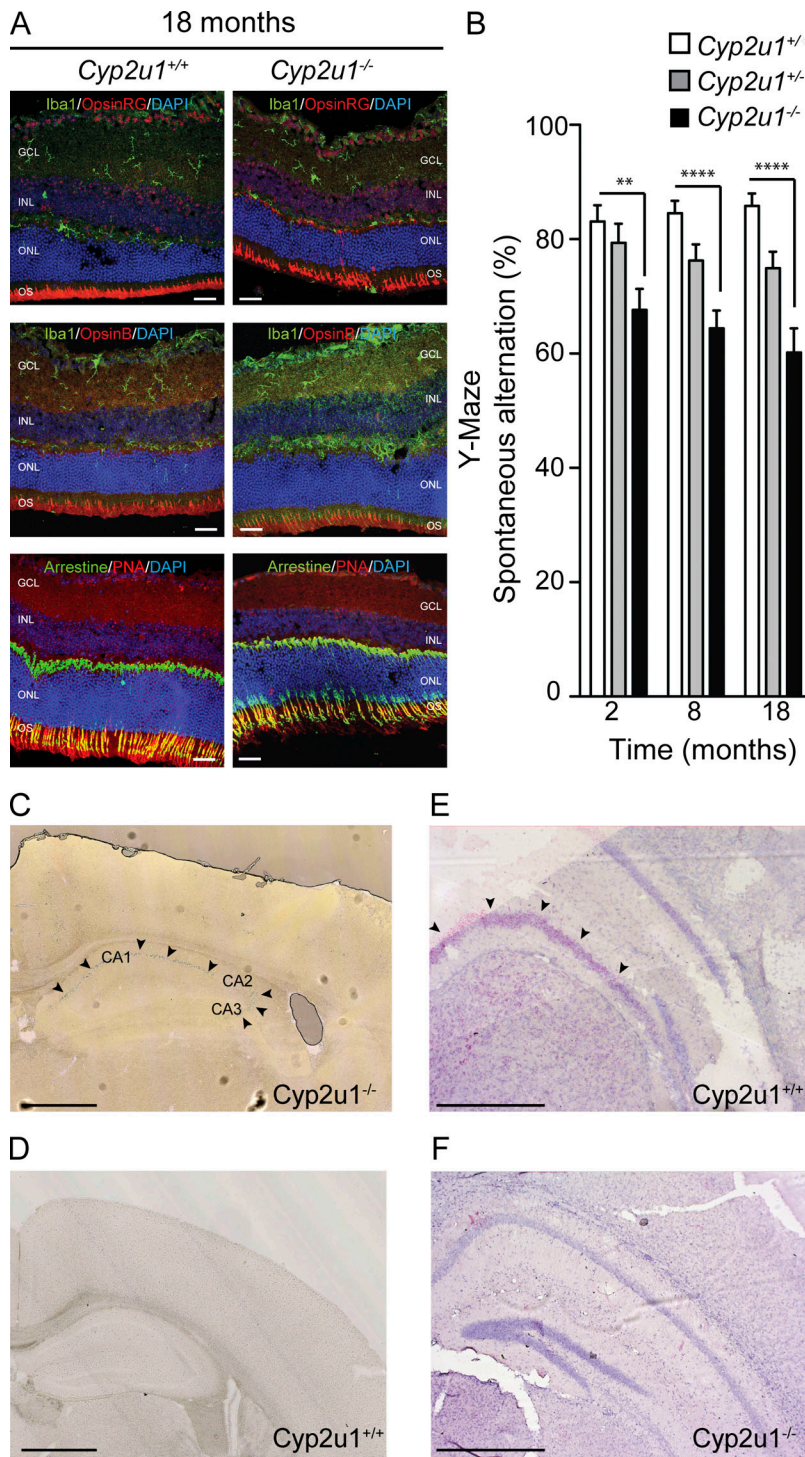 A
18 months
Cyp2u1+/+
Cyp2u1-/-
Iba1/OpsinRG/DAPI
GCL
INL
ONL
OS
Iba1/OpsinRG/DAPI
GCL
INL
ONL
OS
Iba1/OpsinB/DAPI
GCL
INL
ONL
OS
Iba1/OpsinB/DAPI
GCL
INL
ONL
OS
Arrestine/PNA/DAPI
GCL
INL
ONL
OS
Arrestine/PNA/DAPI
GCL
INL
ONL
OS
B
Cyp2u1+/
Cyp2u1+/-
Cyp2u1-/-
Y-Maze
Spontaneous alternation (%)
100
80
60
80
20
0
**
****
****
2
8
18
Time (months)
C
CA1
CA2
CA3
Cyp2u1-/-
E
Cyp2u1+/+
D
Cyp2u1+/+
F
Cyp2u1-/-